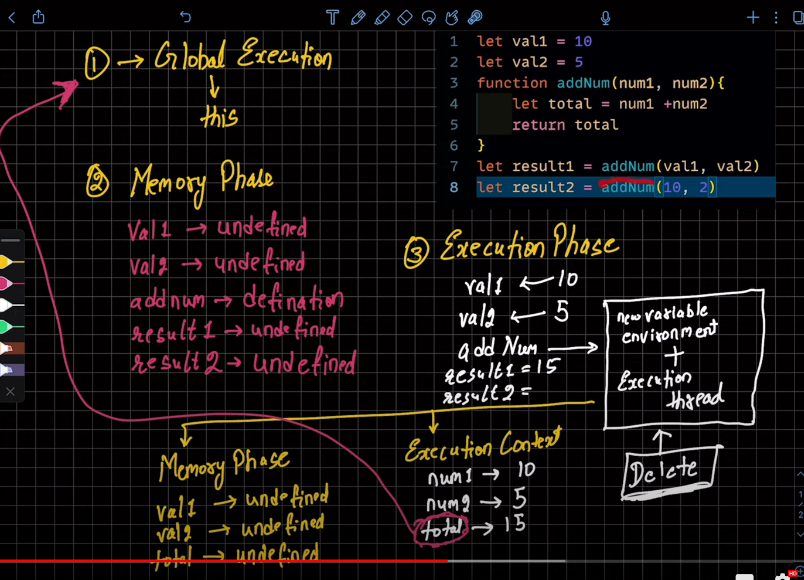 ① → Global Execution
↓
this
1 let val1 = 10
2 let val2 = 5
3 function addNum(num1, num2){
4 let total = num1 +num2
5 return total
6 }
7 let result1 = addNum(val1, val2)
8 let result2 = addNum(10, 2)
② Memory Phase
val1 → undefined
val2 → undefined
addnum → defination
result1 → undefined
result2 → undefined
③ Execution Phase
val1 ← 10
val2 ← 5
addNum →
result1 = 15
result2 =
new variable
environment
+
Execution
thread
Delete
Memory Phase
val1 → undefined
val2 → undefined
total → undefined
Execution Context
num1 → 10
num2 → 5
total → 15